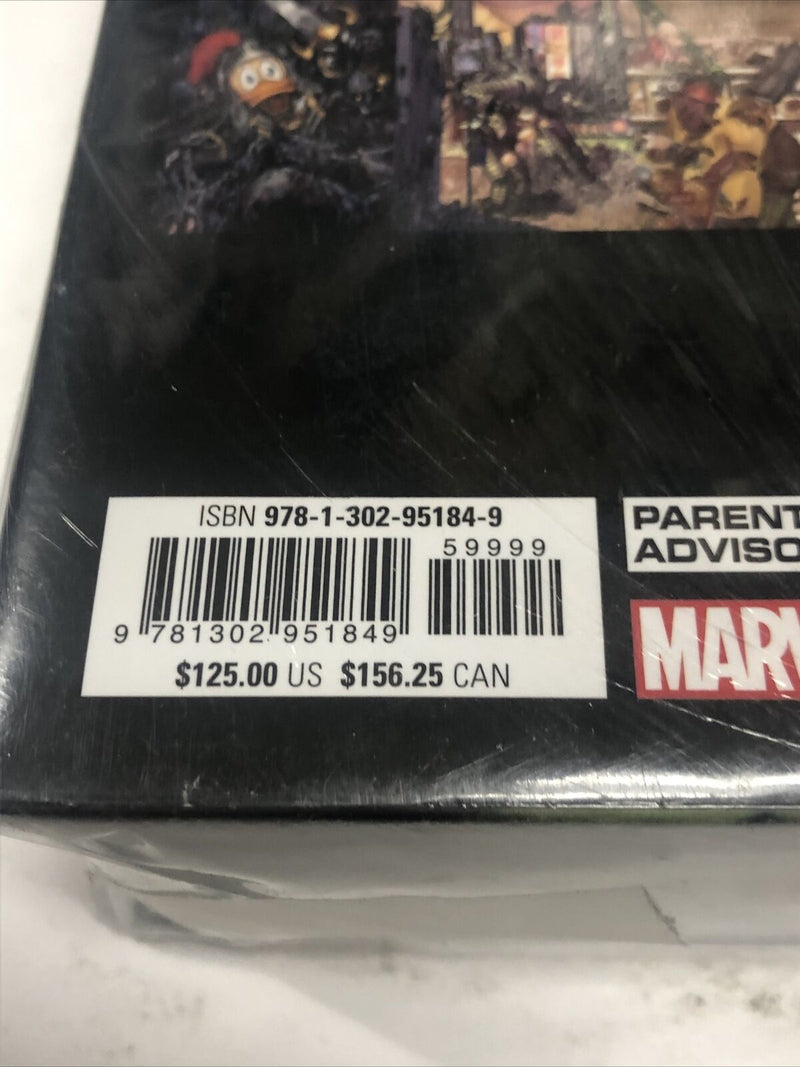 ISBN 978-1-302-95184-9
59999
9 781302 951849
$125.00 US $156.25 CAN
PARENT
ADVISO
MARV